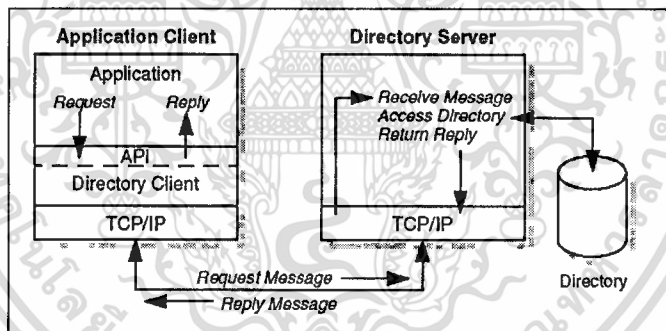 Application Client
Directory Server
Application
Request
Reply
API
Directory Client
TCP/IP
Receive Message
Access Directory
Return Reply
TCP/IP
Directory
Request Message
Reply Message